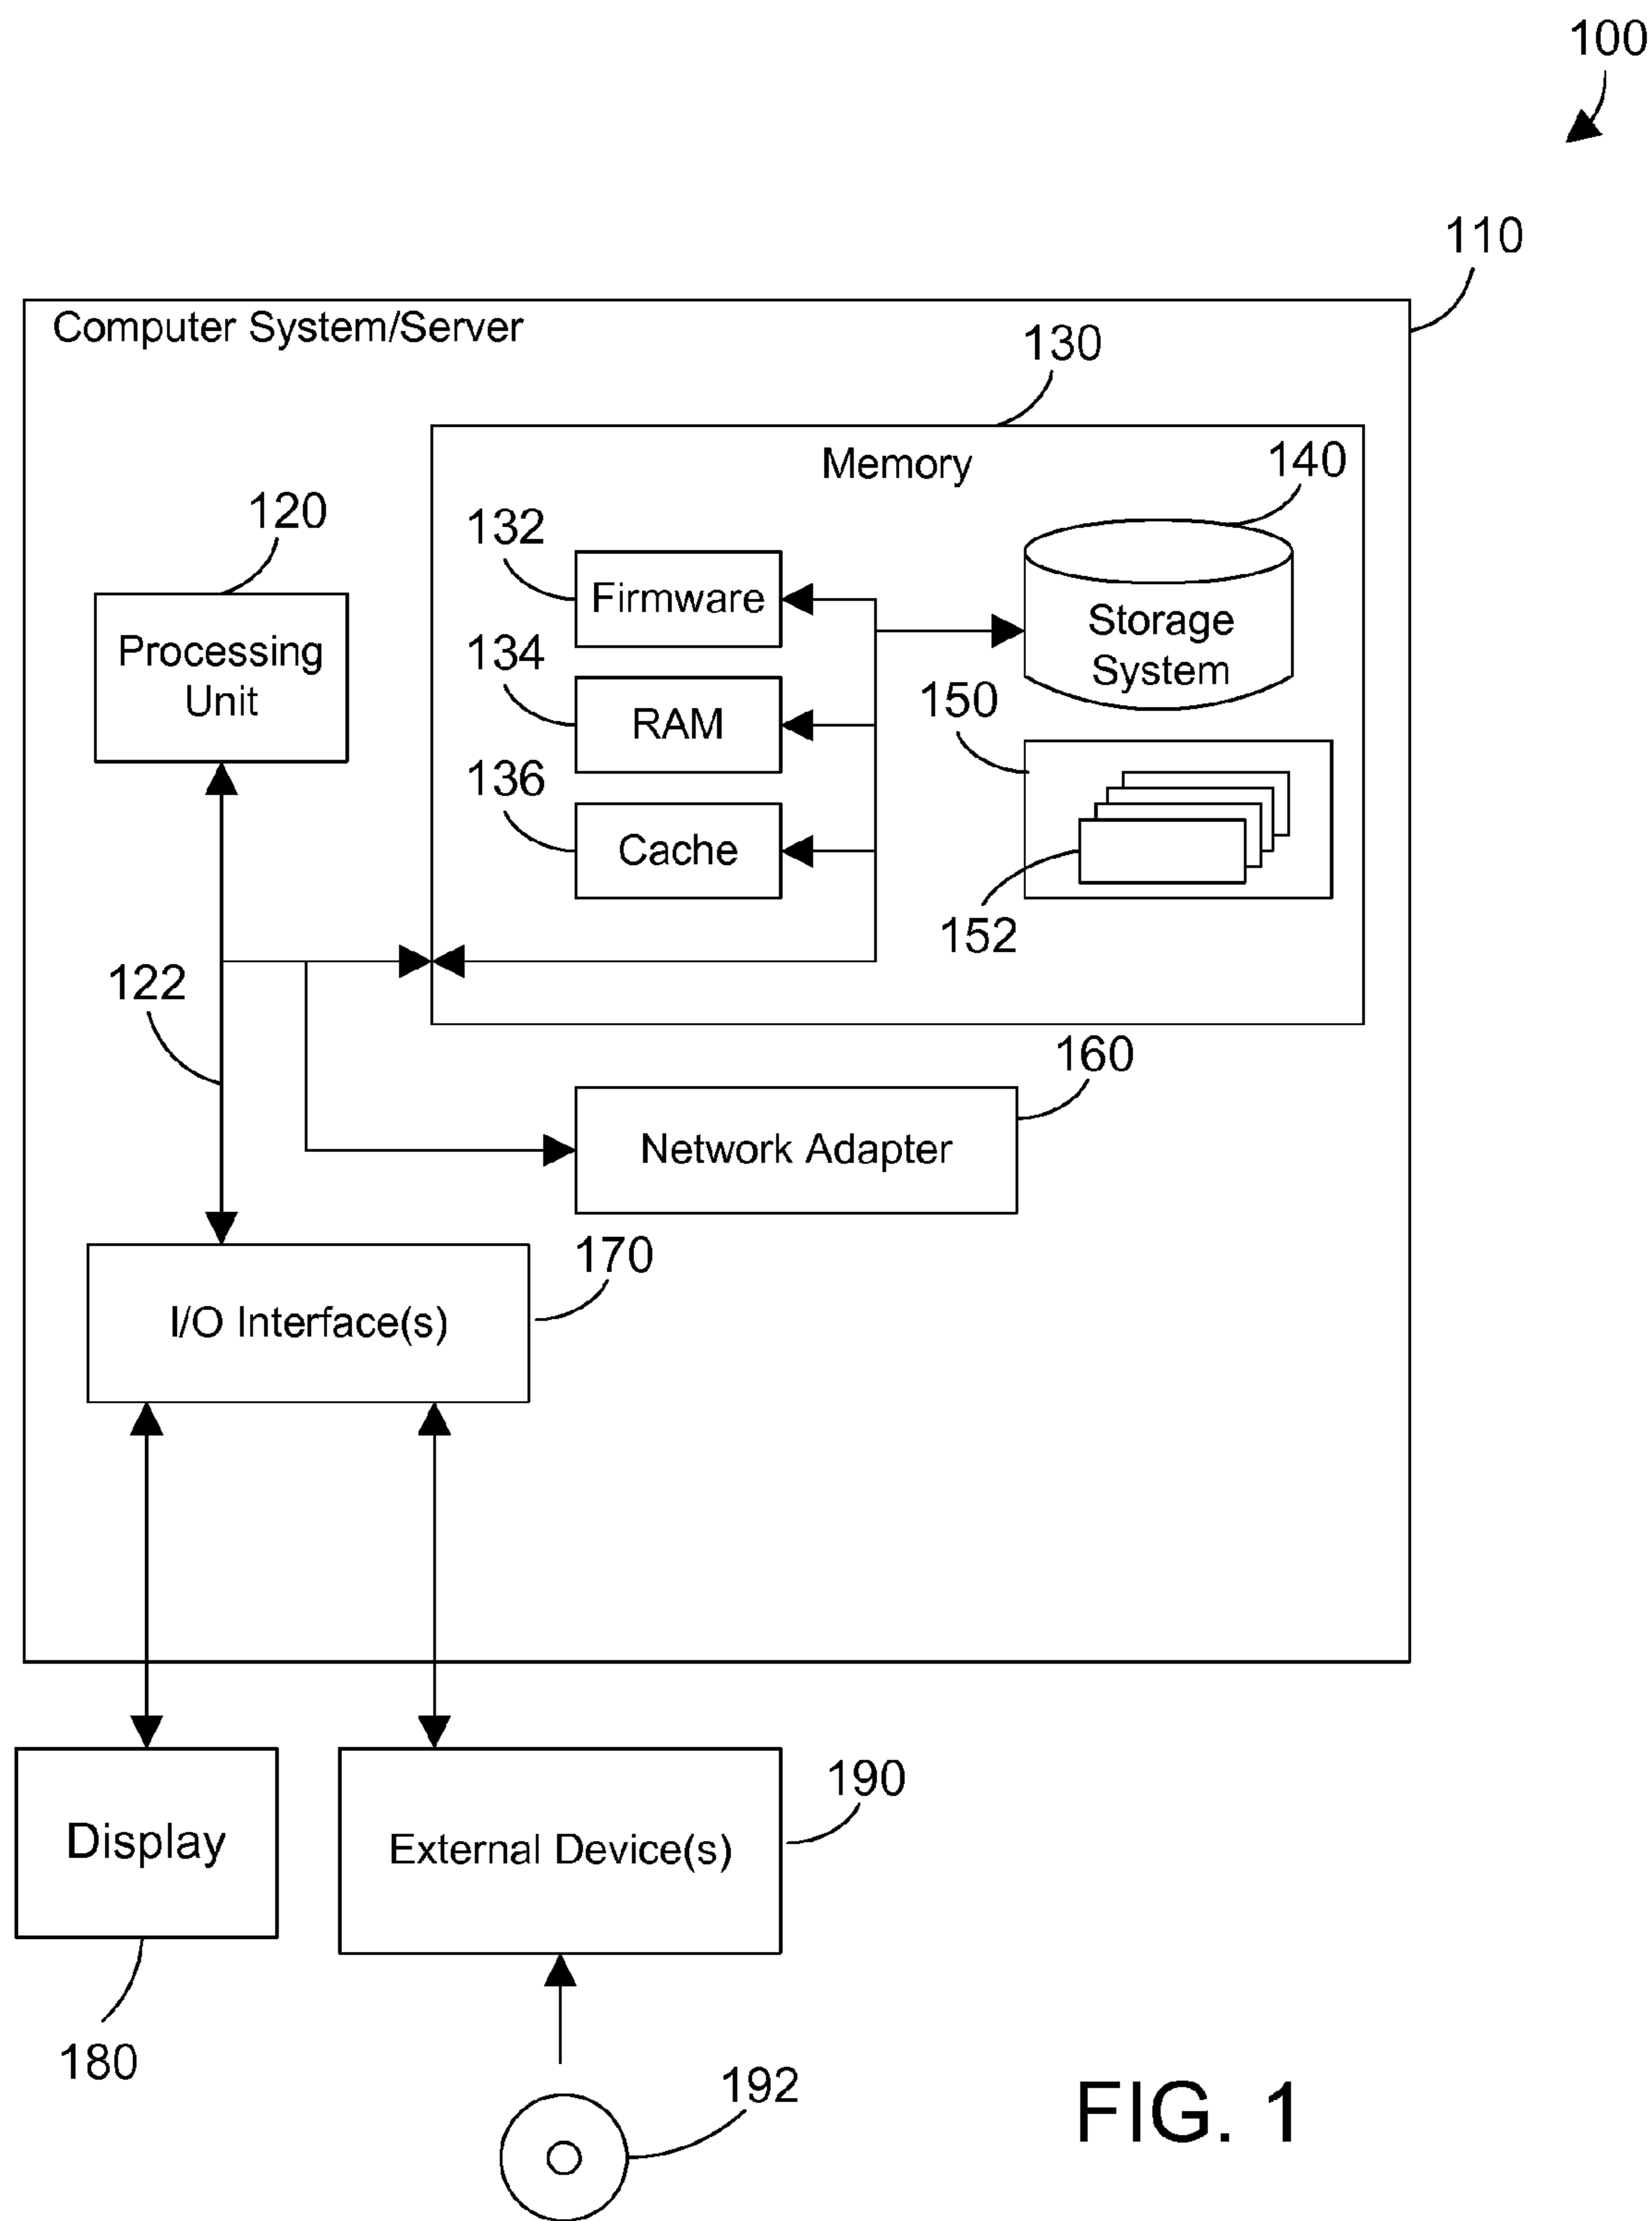 100
110
Computer System/Server
130
Memory
140
120
132
Firmware
Processing
Unit
Storage
System
134
RAM
150
136
Cache
152
122
160
Network Adapter
170
I/O Interface(s)
190
Display
External Device(s)
180
192
FIG. 1